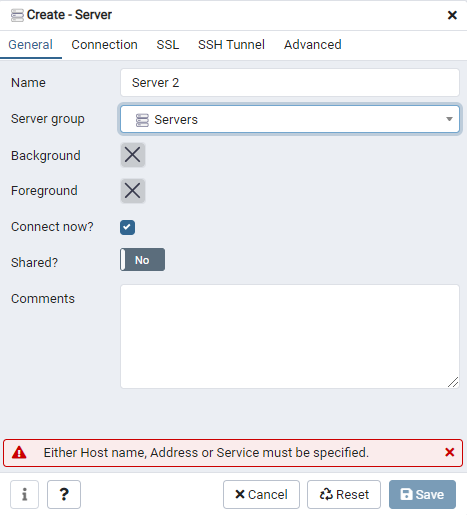 Create - Server
General Connection SSL SSH Tunnel Advanced
Name Server 2
Server group Servers
Background
Foreground
Connect now?
Shared? No
Comments
Either Host name, Address or Service must be specified.
i ? Cancel Reset Save